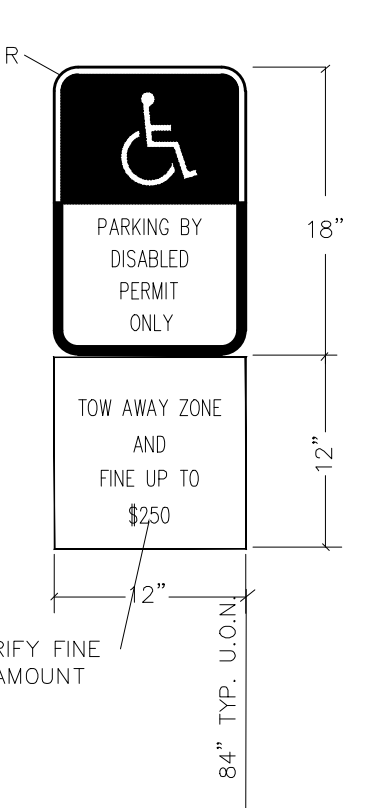 R
PARKING BY
DISABLED
PERMIT
ONLY
18"
TOW AWAY ZONE
AND
FINE UP TO
$250
12"
12"
RIFY FINE
AMOUNT
84" TYP. U.O.N.